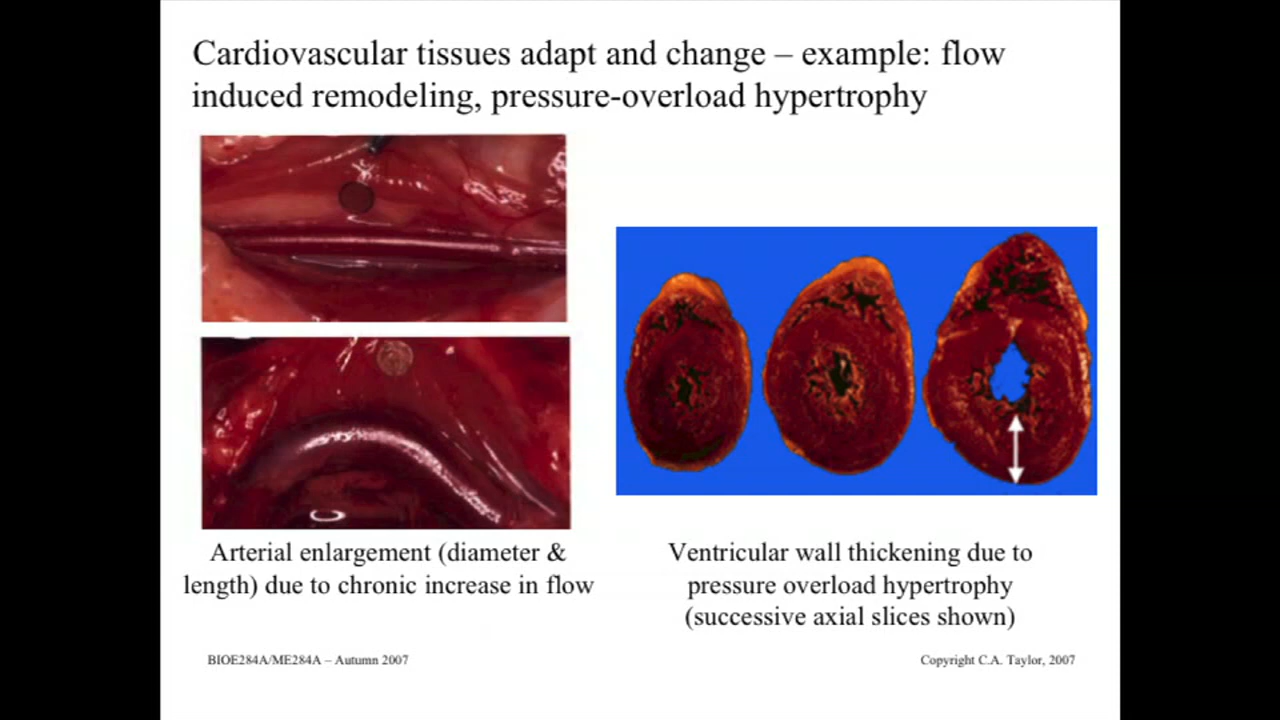 Cardiovascular tissues adapt and change – example: flow
induced remodeling, pressure-overload hypertrophy
Arterial enlargement (diameter &
length) due to chronic increase in flow
Ventricular wall thickening due to
pressure overload hypertrophy
(successive axial slices shown)
BIOE284A/ME284A – Autumn 2007
Copyright C.A. Taylor, 2007